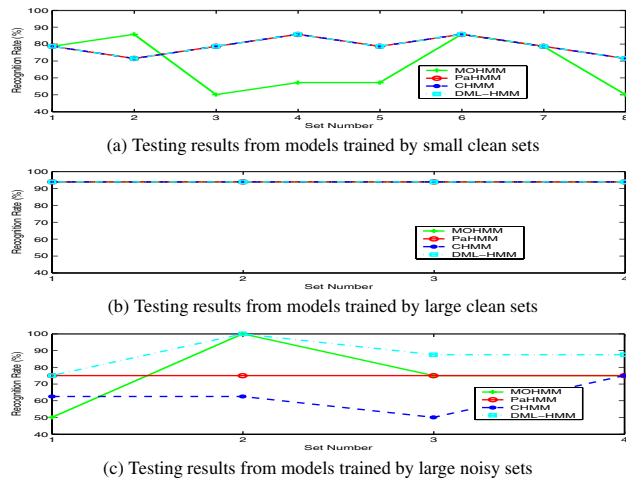 100
90
80
70
60
50
40
Recognition Rate (%)
MOHMM
PaHMM
CHMM
DML-HMM
1 2 3 4 5 6 7 8
Set Number
(a) Testing results from models trained by small clean sets
100
90
80
70
60
50
40
Recognition Rate (%)
MOHMM
PaHMM
CHMM
DML-HMM
1 2 3 4
Set Number
(b) Testing results from models trained by large clean sets
100
90
80
70
60
50
40
Recognition Rate (%)
MOHMM
PaHMM
CHMM
DML-HMM
1 2 3 4
Set Number
(c) Testing results from models trained by large noisy sets